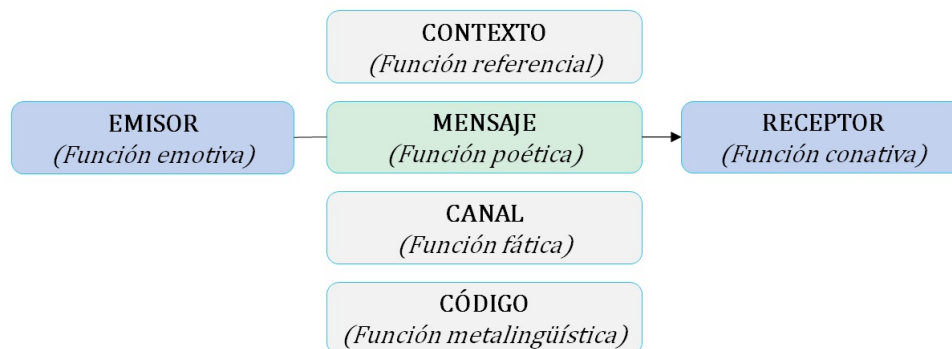 CONTEXTO
(Función referencial)
EMISOR
(Función emotiva)
MENSAJE
(Función poética)
RECEPTOR
(Función conativa)
CANAL
(Función fática)
CÓDIGO
(Función metalingüística)